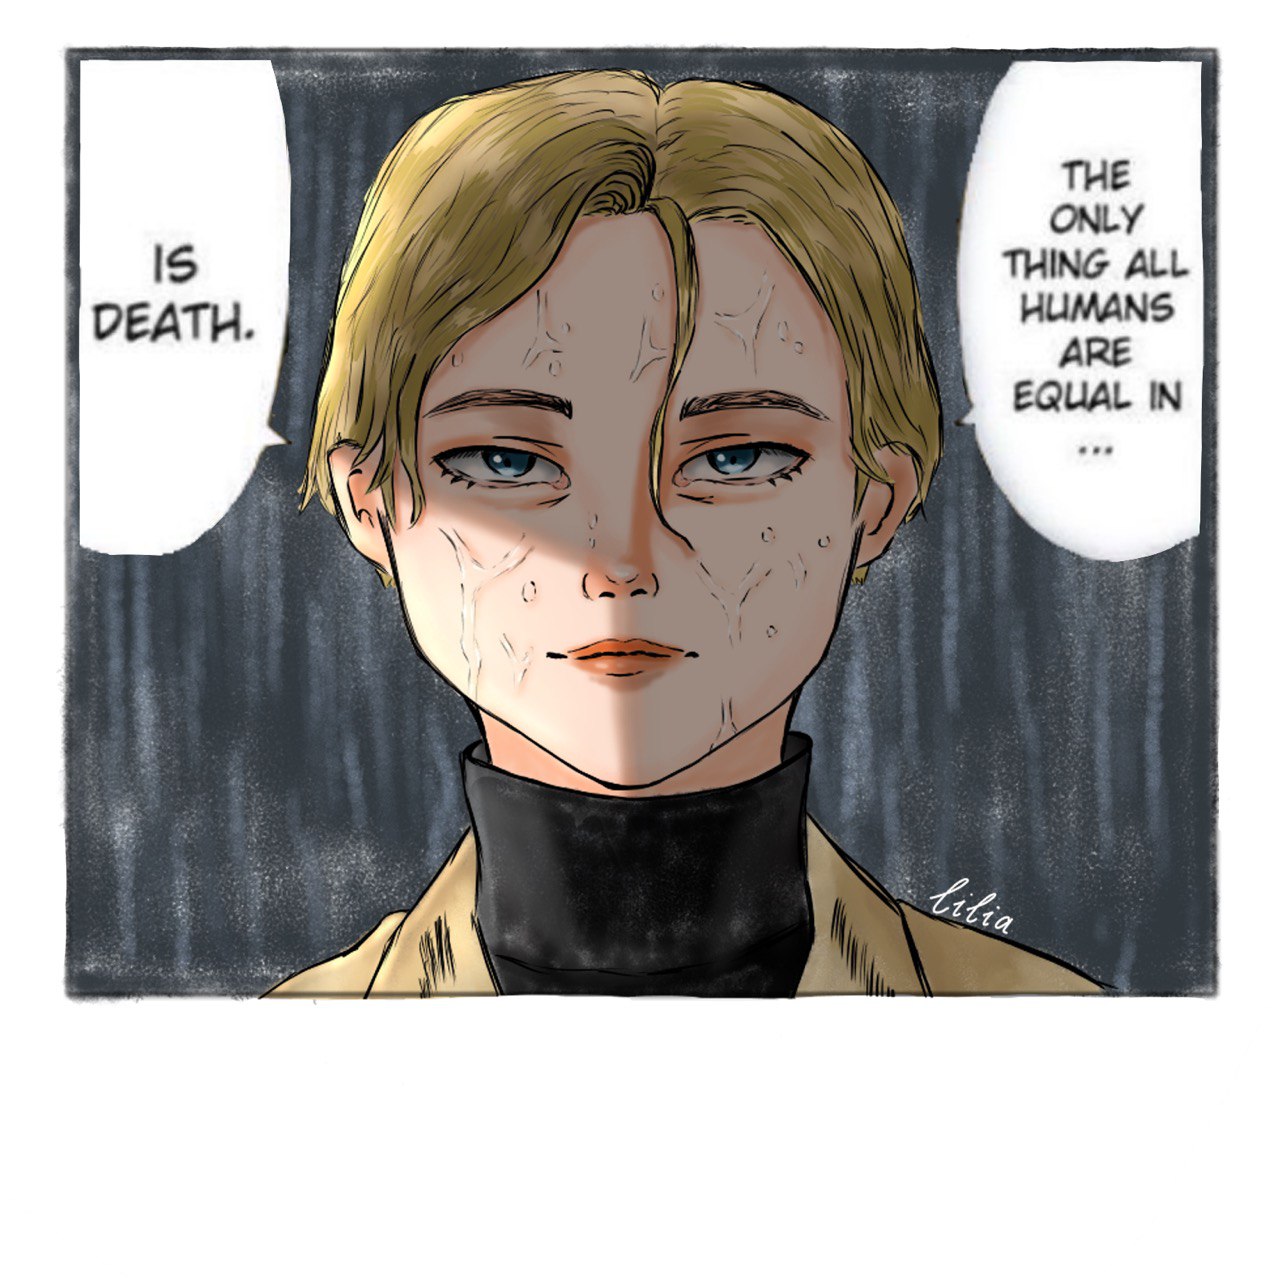 THE
ONLY
THING ALL
HUMANS
ARE
EQUAL IN
...
IS
DEATH.
lilia